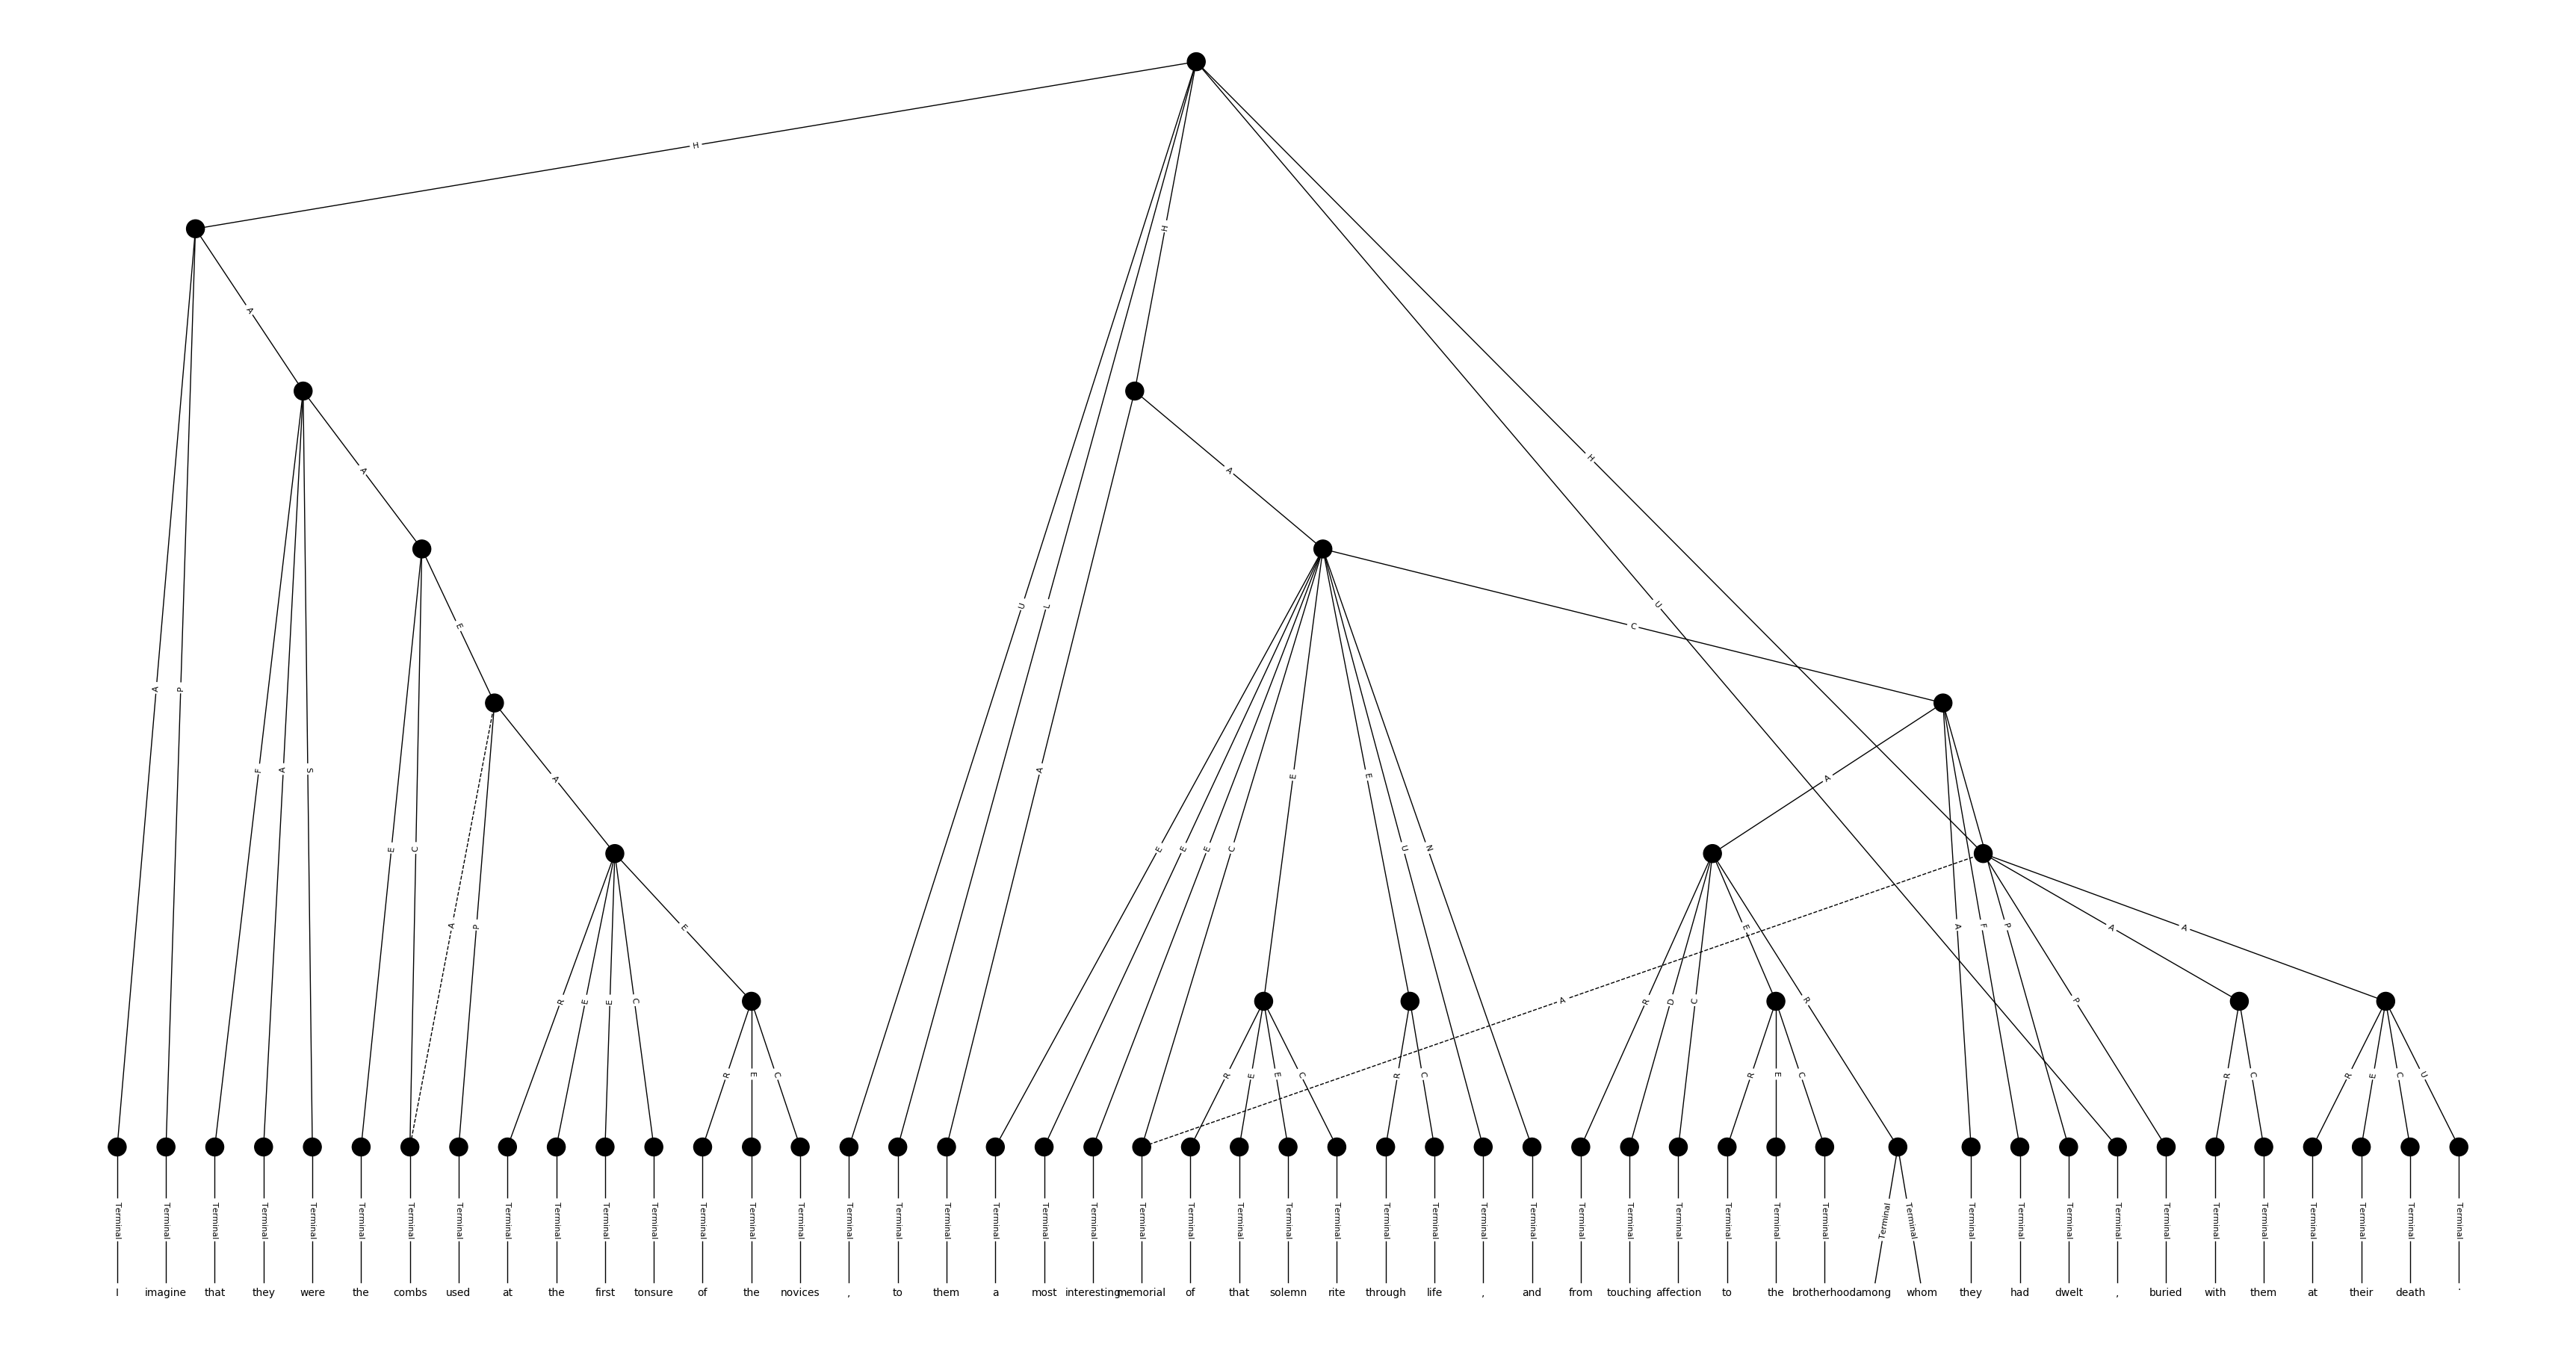 H
H
A
H
A
A
U L
U
E
C
A P
F A S
A
E E
A
A
E C
E E E C
U N
A P
E
E
A F P
A
A
R E E C
R D C
R
A
P
R E C
R E E C
R C
R E C
R C
R E C U
Terminal Terminal Terminal Terminal Terminal Terminal Terminal Terminal Terminal Terminal Terminal Terminal Terminal Terminal Terminal Terminal Terminal Terminal Terminal Terminal Terminal Terminal Terminal Terminal Terminal Terminal Terminal Terminal Terminal Terminal Terminal Terminal Terminal Terminal Terminal Terminal Terminal Terminal Terminal Terminal Terminal Terminal Terminal Terminal Terminal Terminal Terminal Terminal Terminal
I imagine that they were the combs used at the first tonsure of the novices , to them a most interesting memorial of that solemn rite through life , and from touching affection to the brotherhood among whom they had dwelt , buried with them at their death .